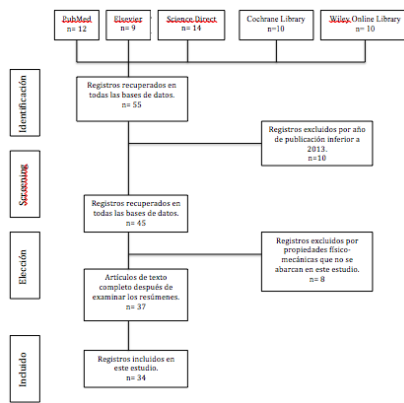 PubMed
n= 12
Elsevier
n= 9
Science Direct
n= 14
Cochrane Library
n=10
Wiley Online Library
n= 10
Identificación
Registros recuperados en
todas las bases de datos.
n= 55
Registros excluidos por año
de publicación inferior a
2013.
n=10
Screening
Registros recuperados en
todas las bases de datos.
n= 45
Elección
Registros excluidos por
propiedades físico-
mecánicas que no se
abarcan en este estudio.
n= 8
Artículos de texto
completo después de
examinar los resúmenes.
n= 37
Incluido
Registros incluidos en
este estudio.
n= 34